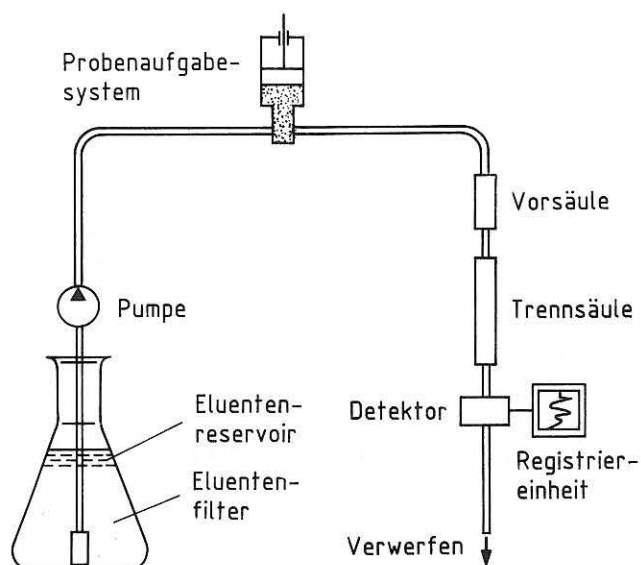 Probenaufgabe-
system
Vorsäule
Pumpe
Trennsäule
Eluenten-
reservoir
Detektor
Eluenten-
filter
Registrier-
einheit
Verwerfen